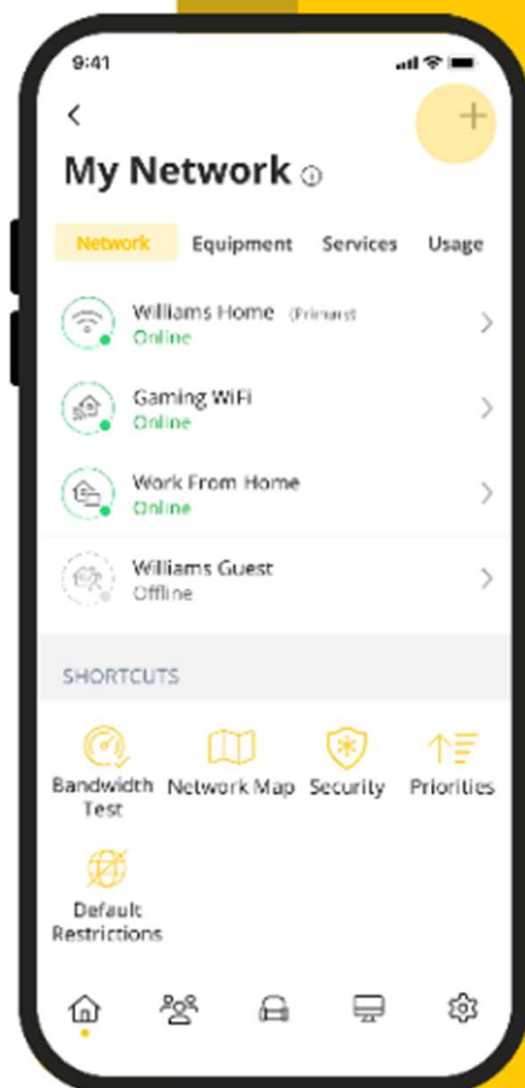 9:41
My Network
Network Equipment Services Usage
Williams Home (Primary)
Online
Gaming WiFi
Online
Work From Home
Online
Williams Guest
Offline
SHORTCUTS
Bandwidth Test
Network Map
Security
Priorities
Default
Restrictions